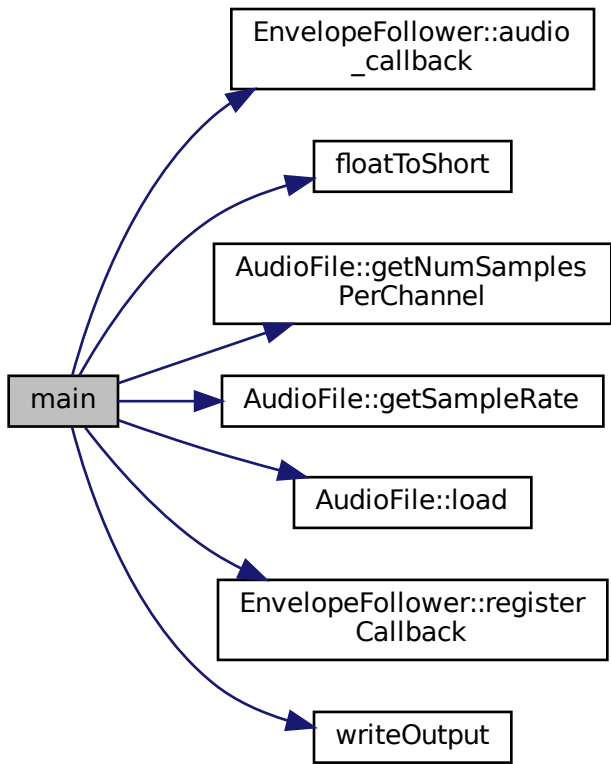 EnvelopeFollower::audio
_callback
floatToShort
AudioFile::getNumSamples
PerChannel
main
AudioFile::getSampleRate
AudioFile::load
EnvelopeFollower::register
Callback
writeOutput